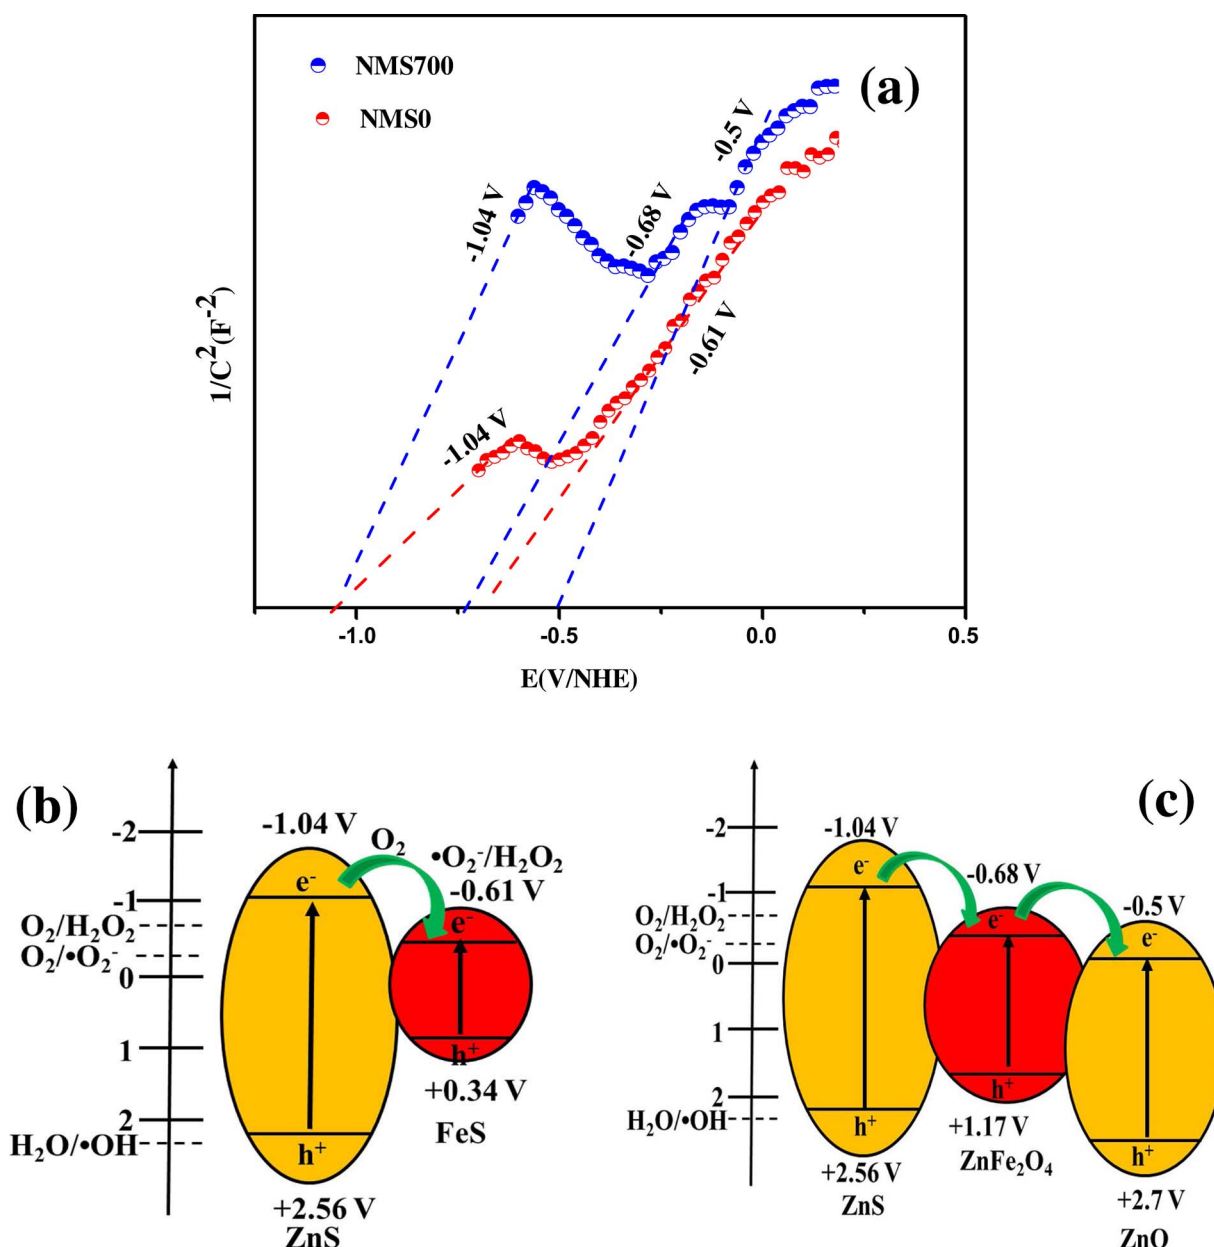 NMS700
NMS0
(a)
-1.04 V
-0.68 V
-0.5 V
-0.61 V
-1.04 V
1/C²(F⁻²)
-1.0
-0.5
0.0
0.5
E(V/NHE)
(b)
-2
-1
O₂/H₂O₂
O₂/•O₂⁻
0
1
2
H₂O/•OH
-1.04 V
O₂
•O₂⁻/H₂O₂
-0.61 V
e⁻
e⁻
h⁺
+0.34 V
FeS
h⁺
+2.56 V
ZnS
(c)
-2
-1
O₂/H₂O₂
O₂/•O₂⁻
0
1
2
H₂O/•OH
-1.04 V
e⁻
-0.68 V
e⁻
-0.5 V
e⁻
h⁺
+2.56 V
ZnS
h⁺
+1.17 V
ZnFe₂O₄
h⁺
+2.7 V
ZnO